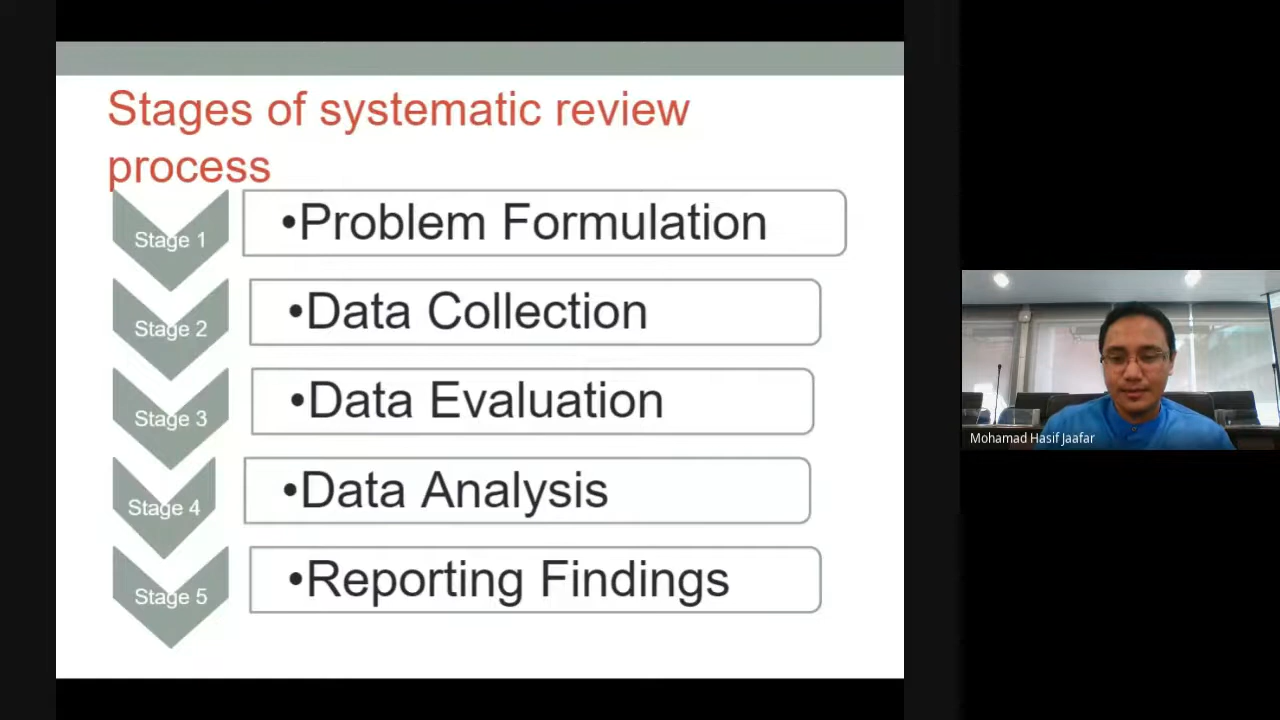 Stages of systematic review
process
Stage 1
•Problem Formulation
Stage 2
•Data Collection
Stage 3
•Data Evaluation
Stage 4
•Data Analysis
Stage 5
•Reporting Findings
Mohamad Hasif Jaafar